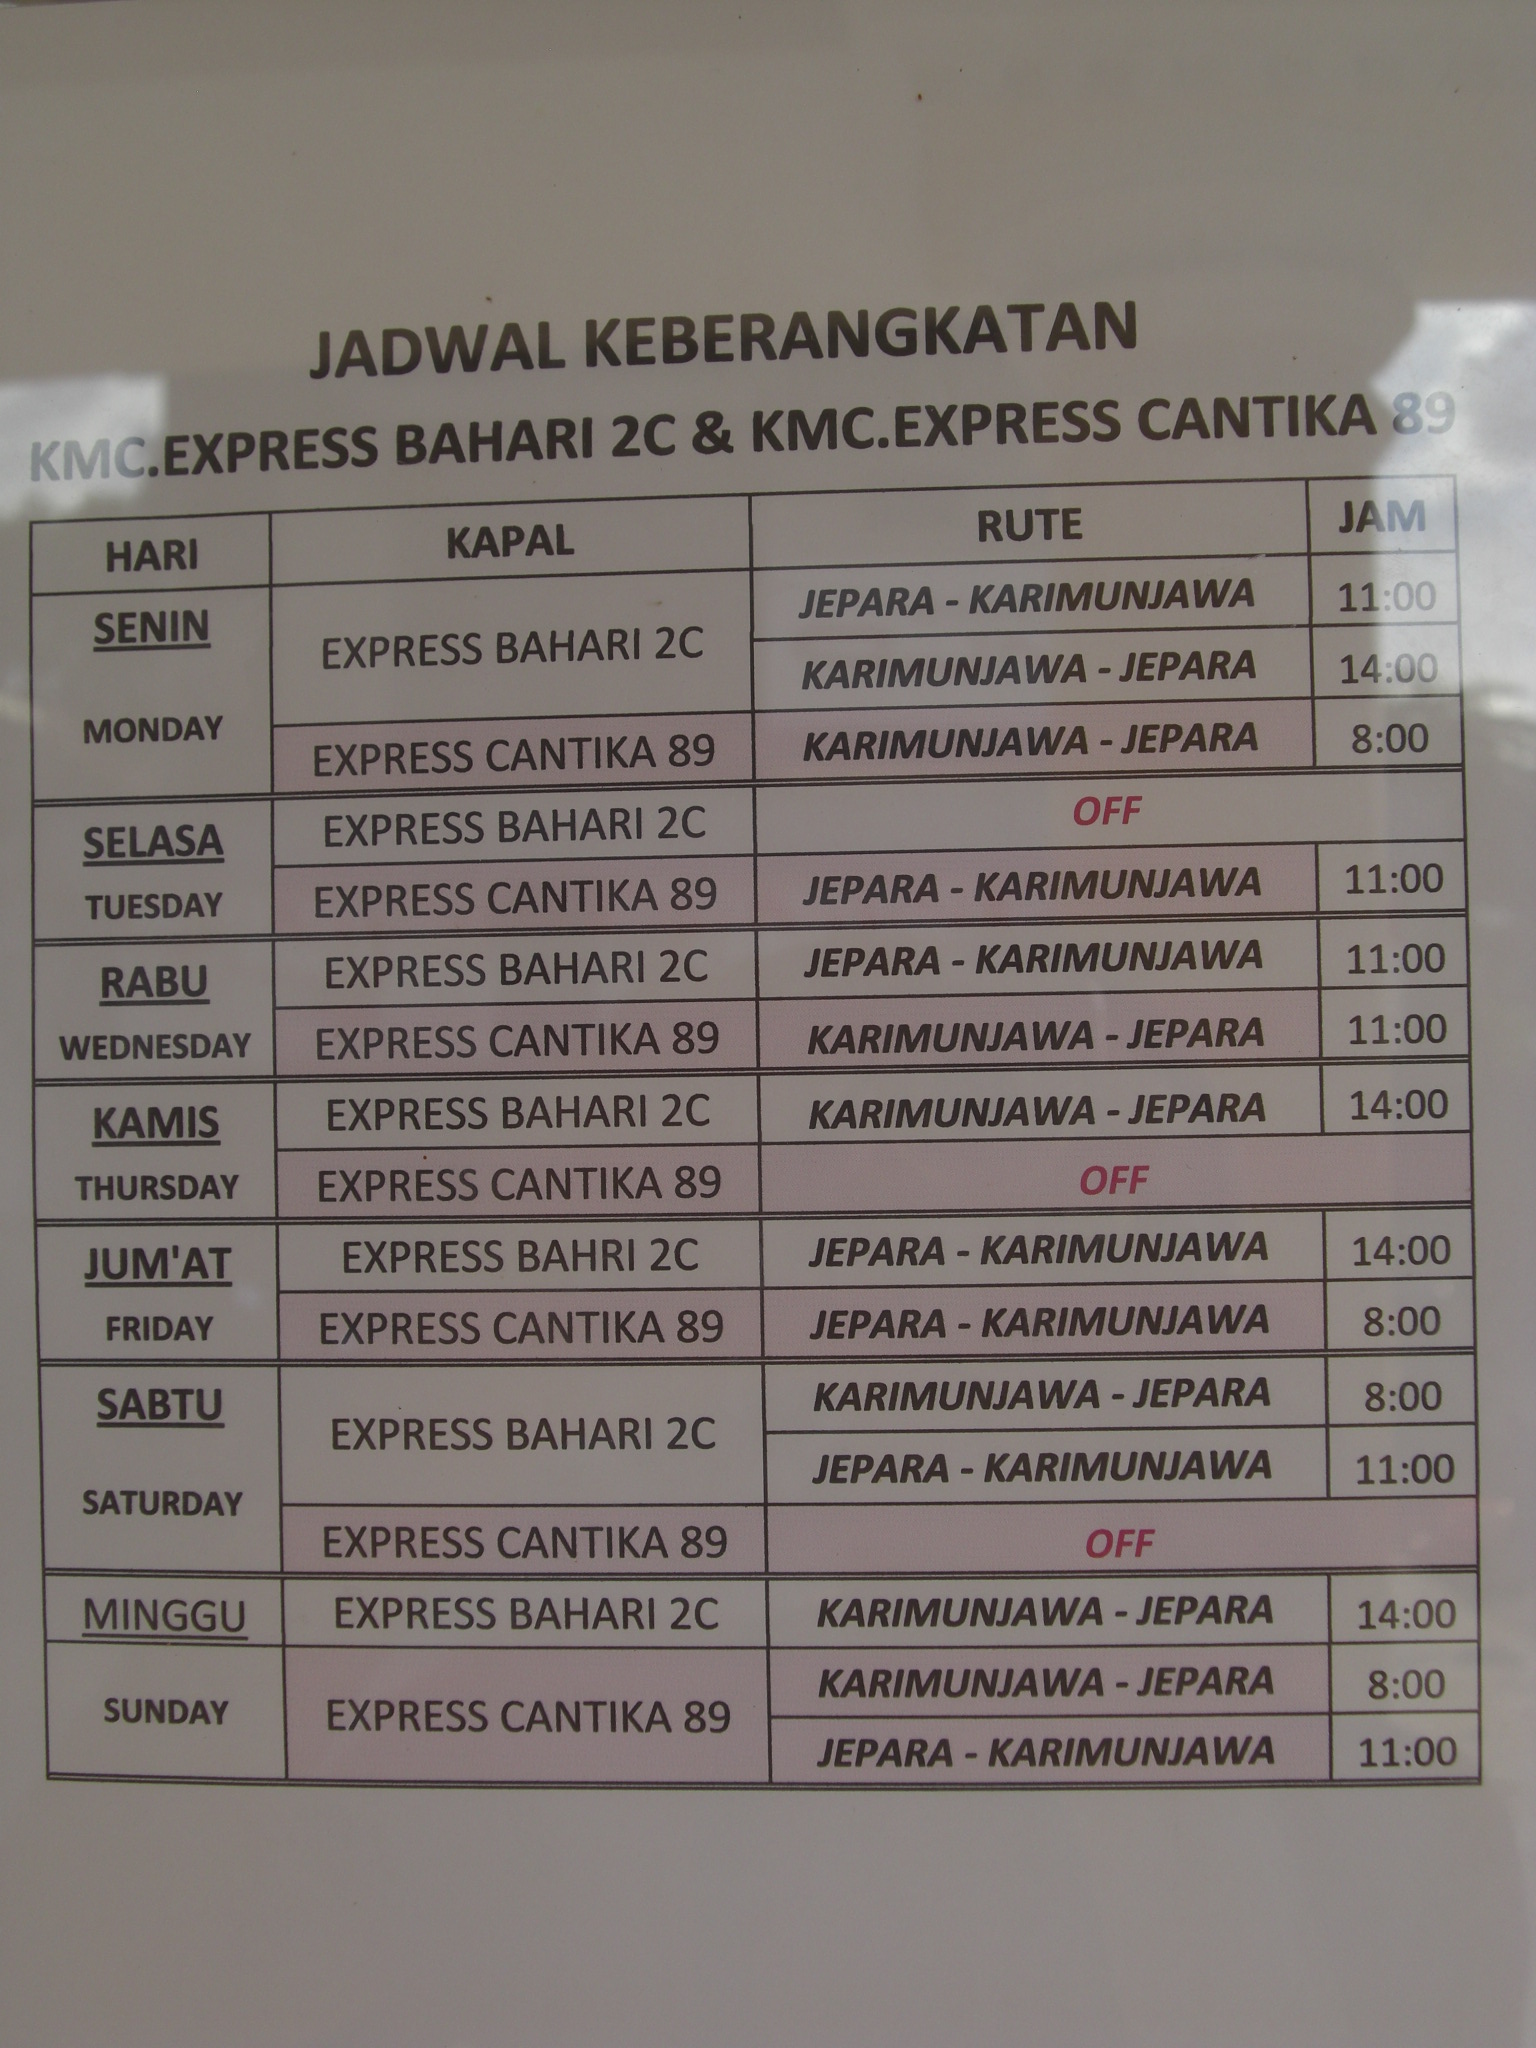 JADWAL KEBERANGKATAN
KMC.EXPRESS BAHARI 2C & KMC.EXPRESS CANTIKA 89
HARI KAPAL RUTE JAM
SENIN
MONDAY
EXPRESS BAHARI 2C
JEPARA - KARIMUNJAWA 11:00
KARIMUNJAWA - JEPARA 14:00
EXPRESS CANTIKA 89 KARIMUNJAWA - JEPARA 8:00
SELASA
TUESDAY
EXPRESS BAHARI 2C OFF
EXPRESS CANTIKA 89 JEPARA - KARIMUNJAWA 11:00
RABU
WEDNESDAY
EXPRESS BAHARI 2C JEPARA - KARIMUNJAWA 11:00
EXPRESS CANTIKA 89 KARIMUNJAWA - JEPARA 11:00
KAMIS
THURSDAY
EXPRESS BAHARI 2C KARIMUNJAWA - JEPARA 14:00
EXPRESS CANTIKA 89 OFF
JUM'AT
FRIDAY
EXPRESS BAHRI 2C JEPARA - KARIMUNJAWA 14:00
EXPRESS CANTIKA 89 JEPARA - KARIMUNJAWA 8:00
SABTU
SATURDAY
EXPRESS BAHARI 2C
KARIMUNJAWA - JEPARA 8:00
JEPARA - KARIMUNJAWA 11:00
EXPRESS CANTIKA 89 OFF
MINGGU
SUNDAY
EXPRESS BAHARI 2C KARIMUNJAWA - JEPARA 14:00
EXPRESS CANTIKA 89
KARIMUNJAWA - JEPARA 8:00
JEPARA - KARIMUNJAWA 11:00